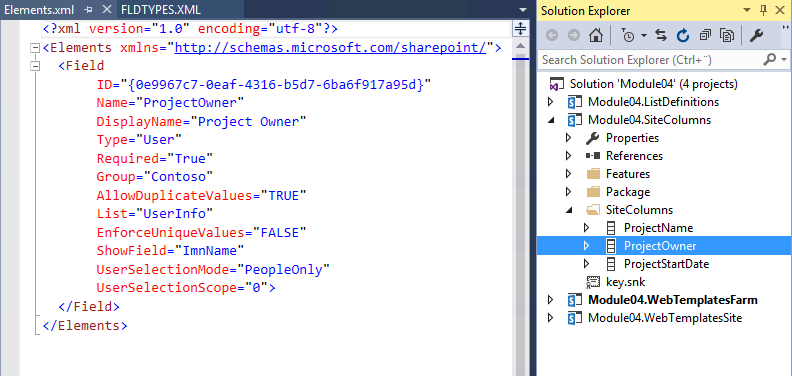 Elements.xml
FLDTYPES.XML
<?xml version="1.0" encoding="utf-8"?>
<Elements xmlns="http://schemas.microsoft.com/sharepoint/">
<Field
ID="{0e9967c7-0eaf-4316-b5d7-6ba6f917a95d}"
Name="ProjectOwner"
DisplayName="Project Owner"
Type="User"
Required="True"
Group="Contoso"
AllowDuplicateValues="TRUE"
List="UserInfo"
EnforceUniqueValues="FALSE"
ShowField="ImnName"
UserSelectionMode="PeopleOnly"
UserSelectionScope="0">
</Field>
</Elements>
Solution Explorer
Search Solution Explorer (Ctrl+¨)
Solution 'Module04' (4 projects)
Module04.ListDefinitions
Module04.SiteColumns
Properties
References
Features
Package
SiteColumns
ProjectName
ProjectOwner
ProjectStartDate
key.snk
Module04.WebTemplatesFarm
Module04.WebTemplatesSite